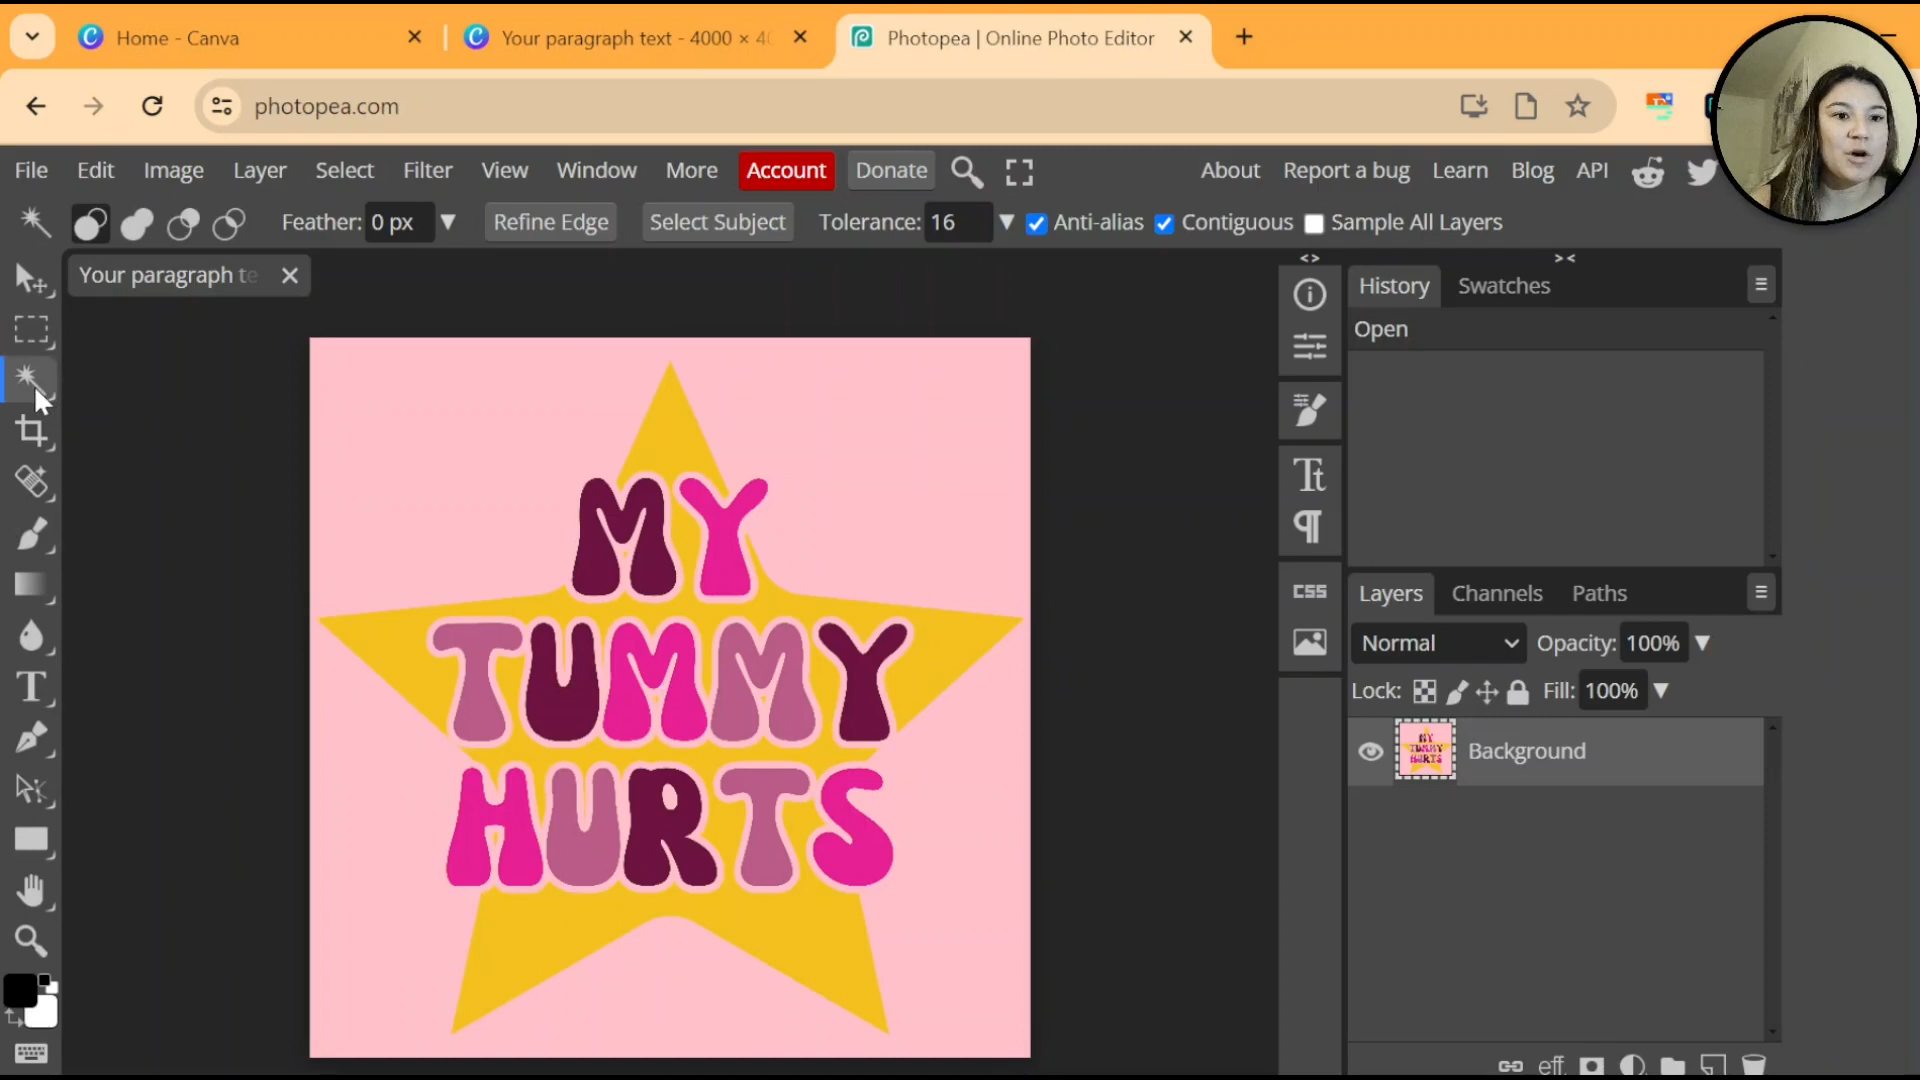 Home - Canva
Your paragraph text - 4000 × 40
Photopea | Online Photo Editor
photopea.com
File Edit Image Layer Select Filter View Window More Account Donate About Report a bug Learn Blog API
Feather: 0 px Refine Edge Select Subject Tolerance: 16 Anti-alias Contiguous Sample All Layers
Your paragraph te
History Swatches
Open
MY
TUMMY
HURTS
CSS
Layers Channels Paths
Normal Opacity: 100%
Lock: Fill: 100%
Background
eff